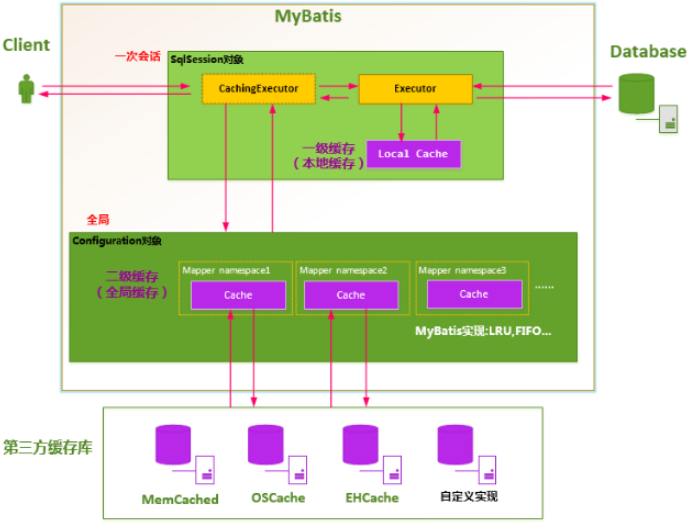 MyBatis
Client
Database
一次会话
SqlSession对象
CachingExecutor
Executor
一级缓存
（本地缓存）
Local Cache
全局
Configuration对象
二级缓存
（全局缓存）
Mapper namespace1
Mapper namespace2
Mapper namespace3
Cache
Cache
Cache
......
MyBatis实现:LRU,FIFO...
第三方缓存库
MemCached
OSCache
EHCache
自定义实现